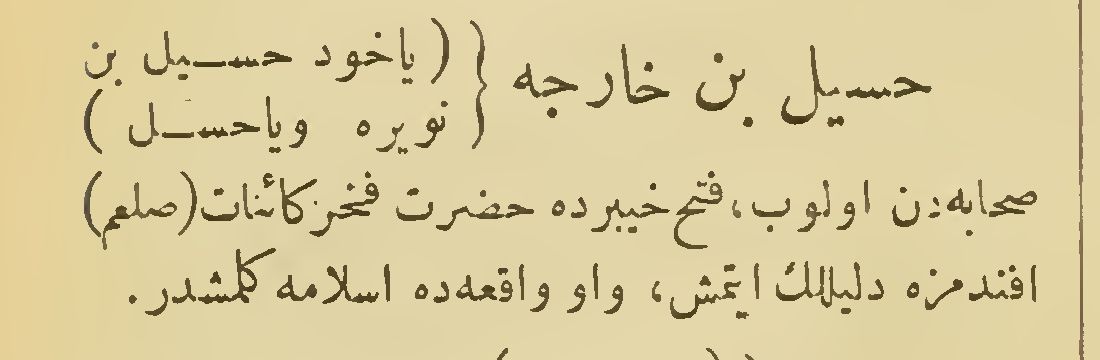 حسیل بن خارجه { ( یاخود حسیل بن
نویره ویاحسل )
صحابه‌دن اولوب، فتح خیبرده حضرت فخر کائنات (صلعم)
افندمزه دلیللك ایتمش، واو واقعه‌ده اسلامه کلمشدر.